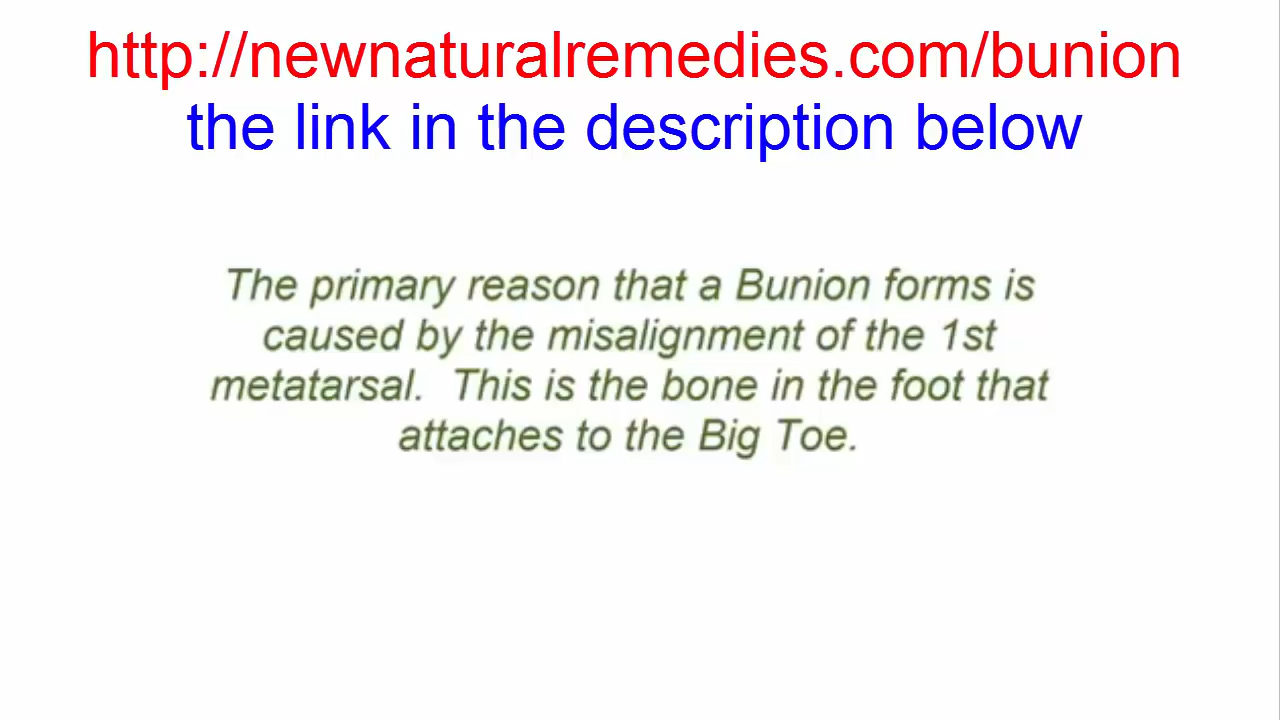 http://newnaturalremedies.com/bunion
the link in the description below
The primary reason that a Bunion forms is
caused by the misalignment of the 1st
metatarsal.  This is the bone in the foot that
attaches to the Big Toe.